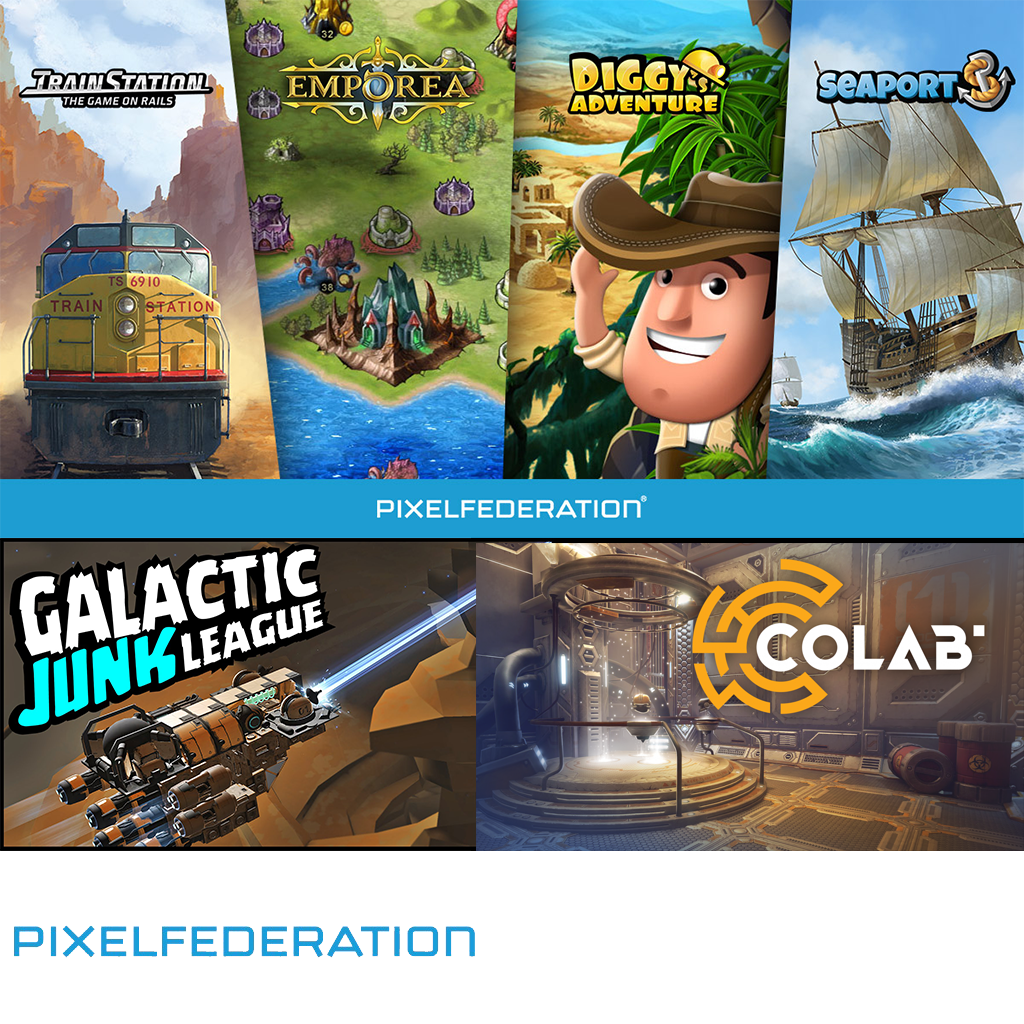 TRAINSTATION
THE GAME ON RAILS
EMPOREA
DIGGY'S
ADVENTURE
SEAPORT
32
TS 6910
TRAIN STATION
38
PIXELFEDERATION®
GALACTIC
JUNK LEAGUE
COLAB
PIXELFEDERATION